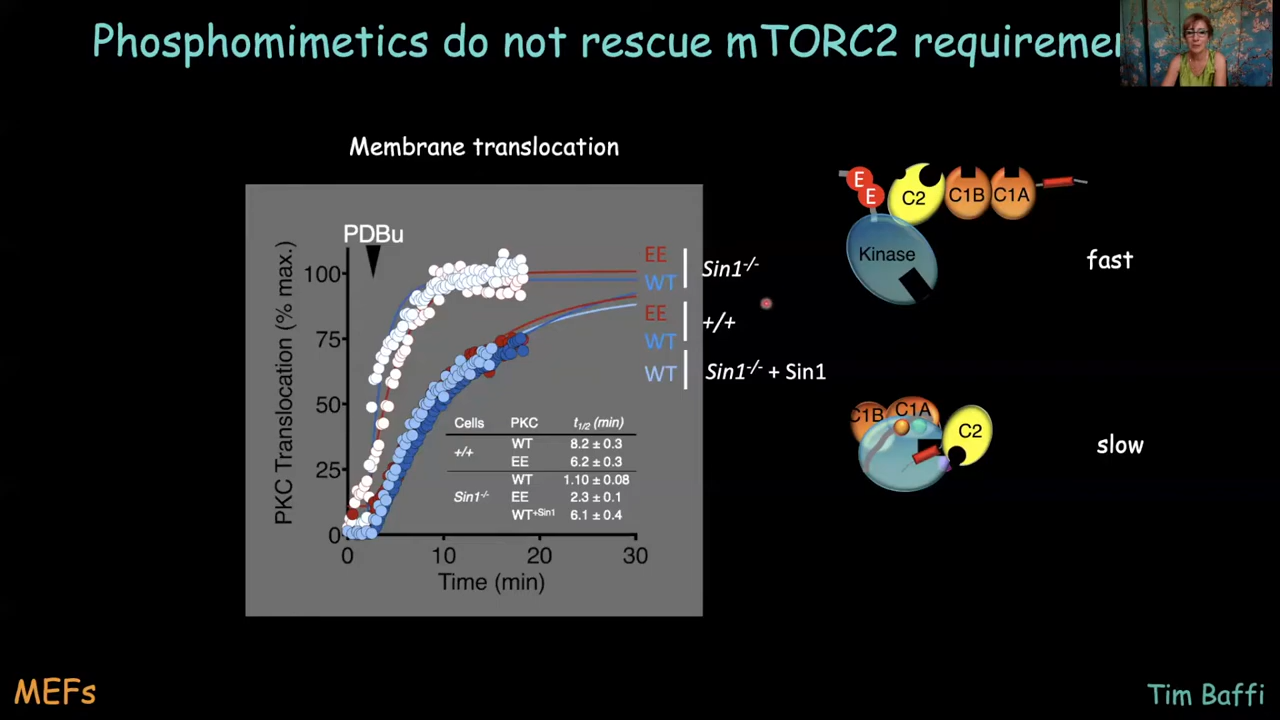 Phosphomimetics do not rescue mTORC2 requiremen
Membrane translocation
PDBu
PKC Translocation (% max.)
100
75
50
25
0
0 10 20 30
Time (min)
EE
WT
Sin1-/-
EE
WT
+/+
WT
Sin1-/- + Sin1
Cells PKC t1/2 (min)
+/+ WT 8.2 ± 0.3
EE 6.2 ± 0.3
Sin1-/- WT 1.10 ± 0.08
EE 2.3 ± 0.1
WT+Sin1 6.1 ± 0.4
E
E
C2 C1B C1A
Kinase
fast
C1B C1A
C2
slow
MEFs
Tim Baffi